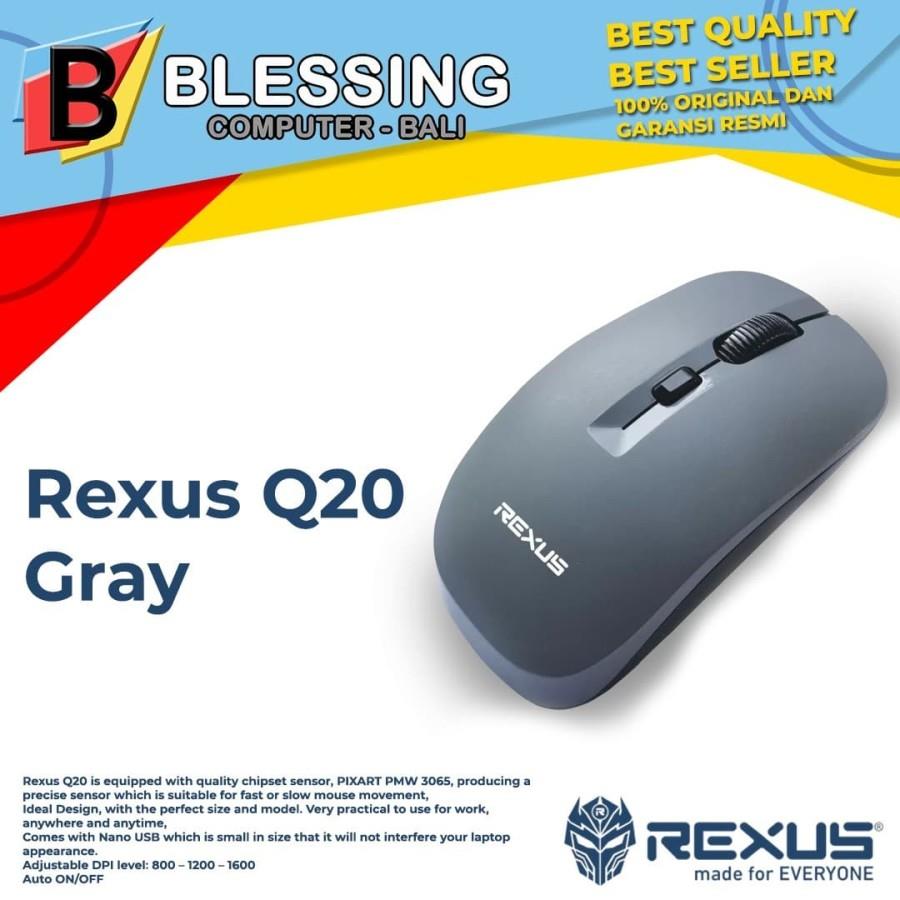 B BLESSING
COMPUTER - BALI
BEST QUALITY
BEST SELLER
100% ORIGINAL DAN
GARANSI RESMI
REXUS
Rexus Q20
Gray
Rexus Q20 is equipped with quality chipset sensor, PIXART PMW 3065, producing a
precise sensor which is suitable for fast or slow mouse movement,
Ideal Design, with the perfect size and model. Very practical to use for work,
anywhere and anytime,
Comes with Nano USB which is small in size that it will not interfere your laptop
appearance.
Adjustable DPI level: 800 – 1200 – 1600
Auto ON/OFF
R
REXUS®
made for EVERYONE